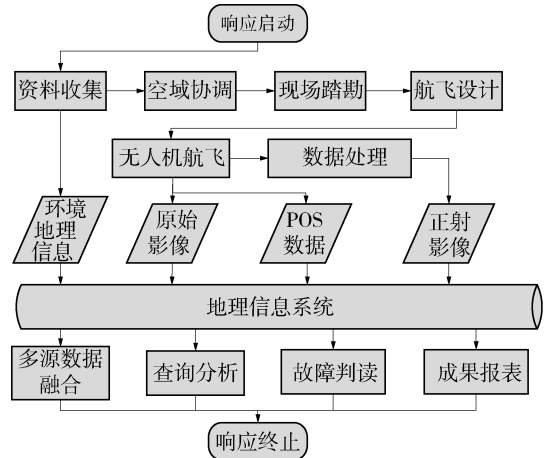 响应启动
资料收集
空域协调
现场踏勘
航飞设计
无人机航飞
数据处理
环境
地理
信息
原始
影像
POS
数据
正射
影像
地理信息系统
多源数据
融合
查询分析
故障判读
成果报表
响应终止